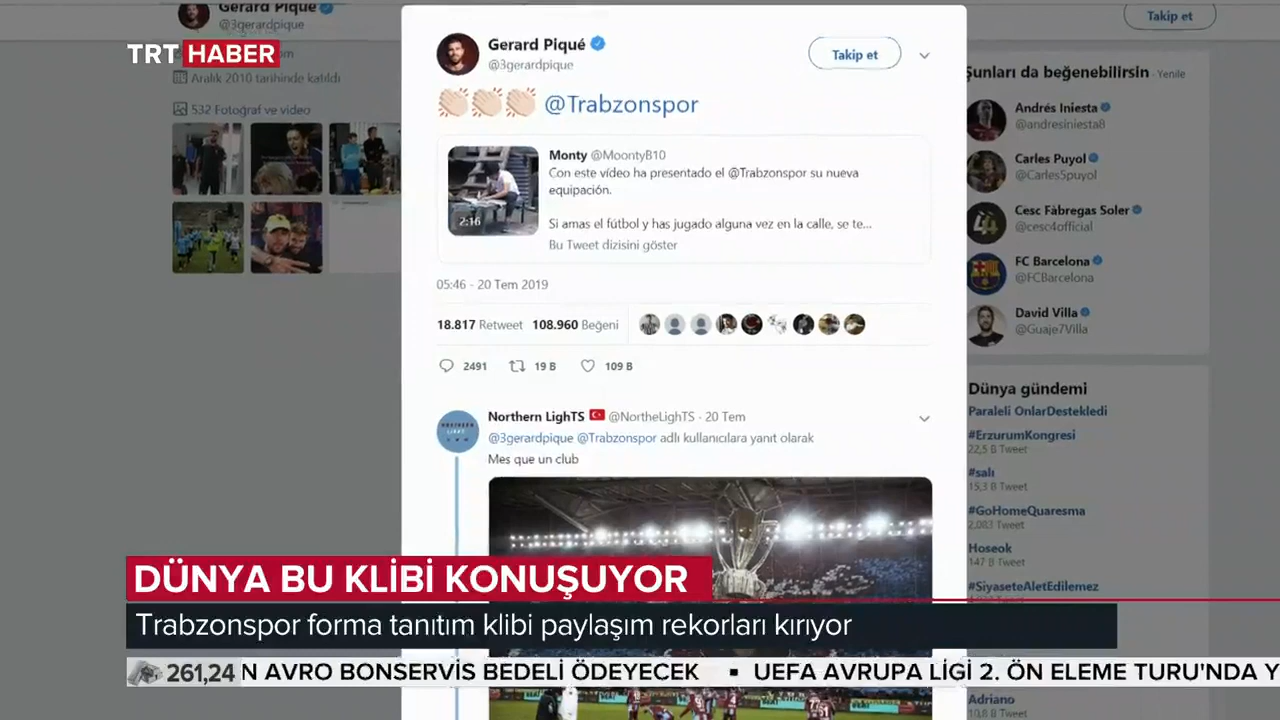 Gerard Piqué
@3gerardpique
Takip et
TRT HABER
Aralık 2010 tarihinde katıldı
532 Fotoğraf ve video
Gerard Piqué
@3gerardpique
Takip et
@Trabzonspor
Monty @MoontyB10
Con este vídeo ha presentado el @Trabzonspor su nueva
equipación.
Si amas el fútbol y has jugado alguna vez en la calle, se te...
Bu Tweet dizisini göster
2:16
05:46 - 20 Tem 2019
18.817 Retweet 108.960 Beğeni
2491 19 B 109 B
Northern LighTS @NortheLighTS · 20 Tem
@3gerardpique @Trabzonspor adlı kullanıcılara yanıt olarak
Mes que un club
Şunları da beğenebilirsin · Yenile
Andrés Iniesta
@andresiniesta8
Carles Puyol
@Carles5puyol
Cesc Fàbregas Soler
@cesc4official
FC Barcelona
@FCBarcelona
David Villa
@Guaje7Villa
Dünya gündemi
Paraleli OnlarDestekledi
#ErzurumKongresi
22,5 B Tweet
#salı
15,3 B Tweet
#GoHomeQuaresma
2.083 Tweet
Hoseok
147 B Tweet
#SiyaseteAletEdilemez
Adriano
10,8 B Tweet
DÜNYA BU KLİBİ KONUŞUYOR
Trabzonspor forma tanıtım klibi paylaşım rekorları kırıyor
261,24 N AVRO BONSERVİS BEDELİ ÖDEYECEK ▪ UEFA AVRUPA LİGİ 2. ÖN ELEME TURU'NDA Y